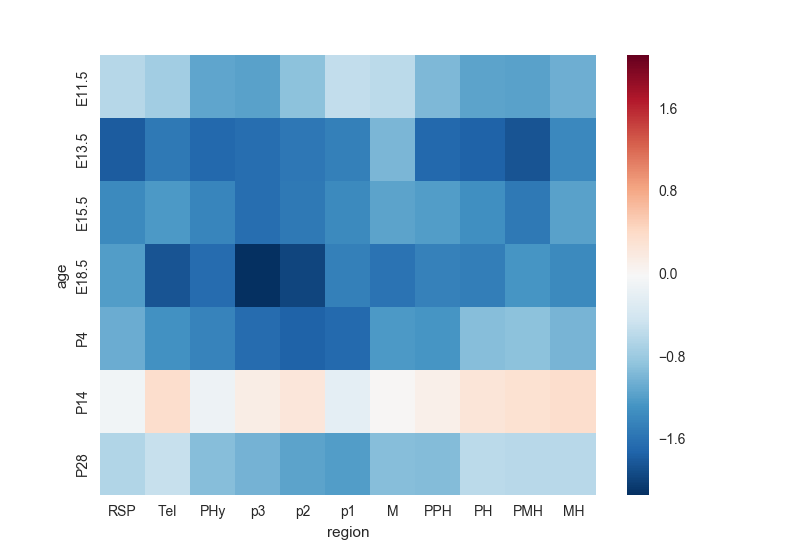 E11.5
E13.5
E15.5
E18.5
P4
P14
P28
age
RSP Tel PHy p3 p2 p1 M PPH PH PMH MH
region
1.6
0.8
0.0
−0.8
−1.6